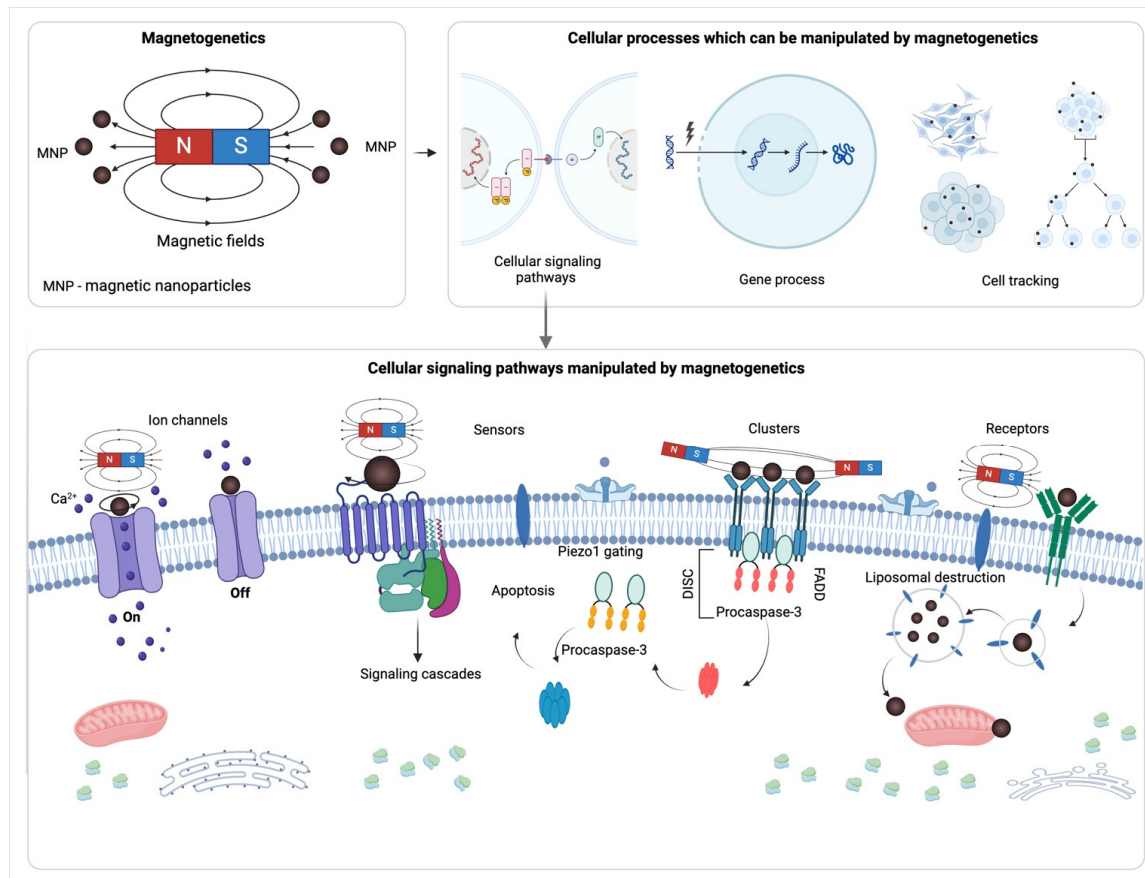 Magnetogenetics
N S
MNP
MNP
Magnetic fields
MNP - magnetic nanoparticles
Cellular processes which can be manipulated by magnetogenetics
Cellular signaling
pathways
Gene process
Cell tracking
Cellular signaling pathways manipulated by magnetogenetics
Ion channels
N S
Ca2+
On
Off
N S
Sensors
Signaling cascades
Piezo1 gating
Apoptosis
Procaspase-3
Clusters
N S
N S
DISC
FADD
Procaspase-3
Receptors
N S
Liposomal destruction